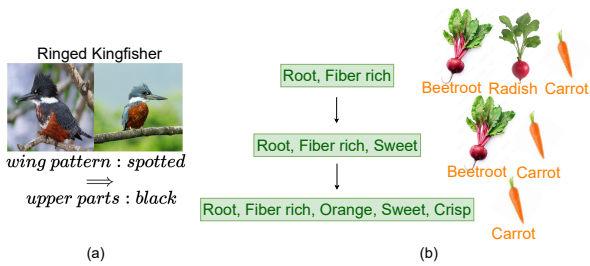 Ringed Kingfisher
wing pattern : spotted
⟹
upper parts : black
(a)
Root, Fiber rich
Beetroot Radish Carrot
Root, Fiber rich, Sweet
Beetroot Carrot
Root, Fiber rich, Orange, Sweet, Crisp
Carrot
(b)